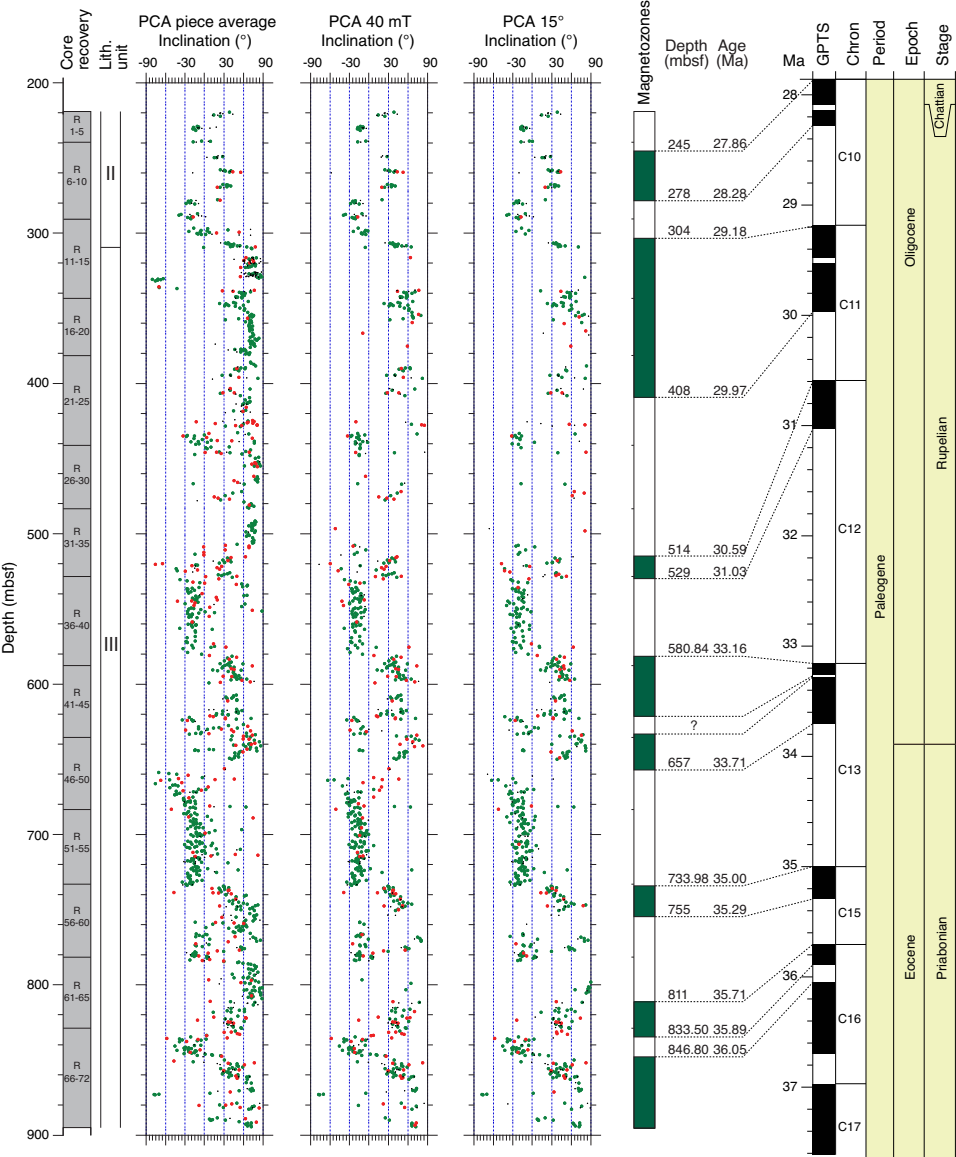 Core recovery
Lith. unit
PCA piece average
Inclination (°)
-90 -30 30 90
PCA 40 mT
Inclination (°)
-90 -30 30 90
PCA 15°
Inclination (°)
-90 -30 30 90
Magnetozones
Depth (mbsf)
Age (Ma)
Ma
GPTS
Chron
Period
Epoch
Stage
Depth (mbsf)
200
300
400
500
600
700
800
900
R 1-5
R 6-10
R 11-15
R 16-20
R 21-25
R 26-30
R 31-35
R 36-40
R 41-45
R 46-50
R 51-55
R 56-60
R 61-65
R 66-72
II
III
245 27.86
278 28.28
304 29.18
408 29.97
514 30.59
529 31.03
580.84 33.16
?
657 33.71
733.98 35.00
755 35.29
811 35.71
833.50 35.89
846.80 36.05
28
29
30
31
32
33
34
35
36
37
C10
C11
C12
C13
C15
C16
C17
Paleogene
Oligocene
Eocene
Chattian
Rupelian
Priabonian